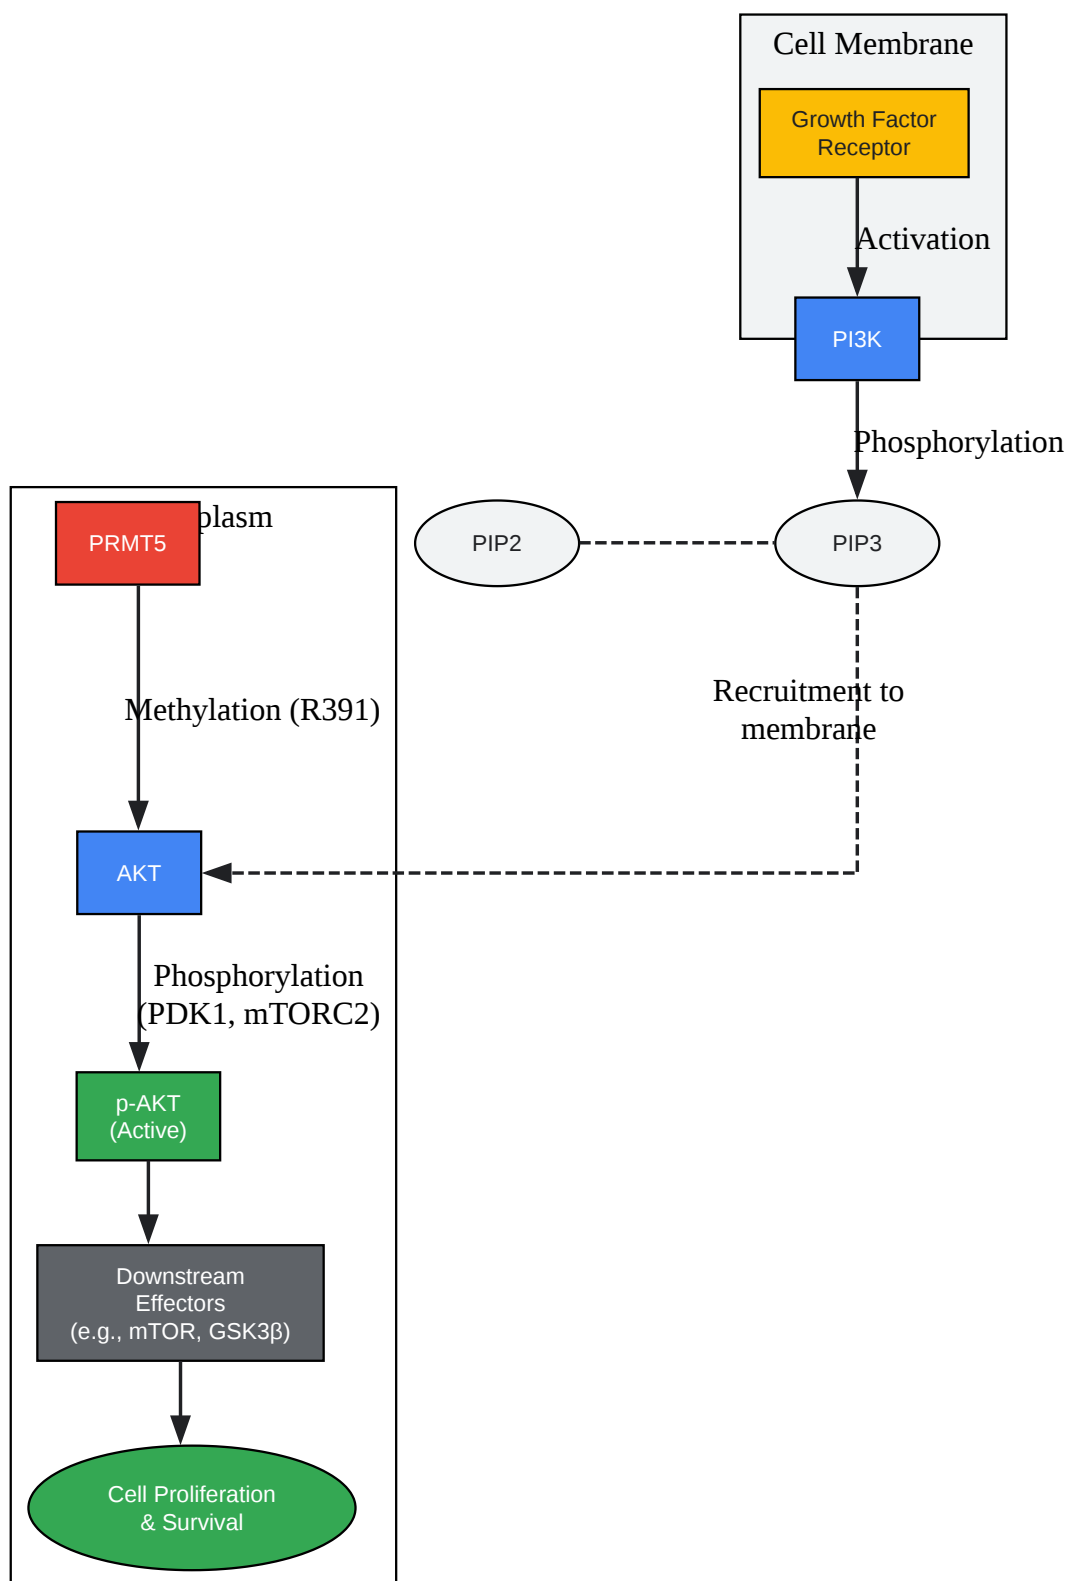 Cell Membrane
Growth Factor
Receptor
Activation
PI3K
Phosphorylation
PRMT5
plasm
PIP2
PIP3
Methylation (R391)
Recruitment to
membrane
AKT
Phosphorylation
(PDK1, mTORC2)
p-AKT
(Active)
Downstream
Effectors
(e.g., mTOR, GSK3β)
Cell Proliferation
& Survival